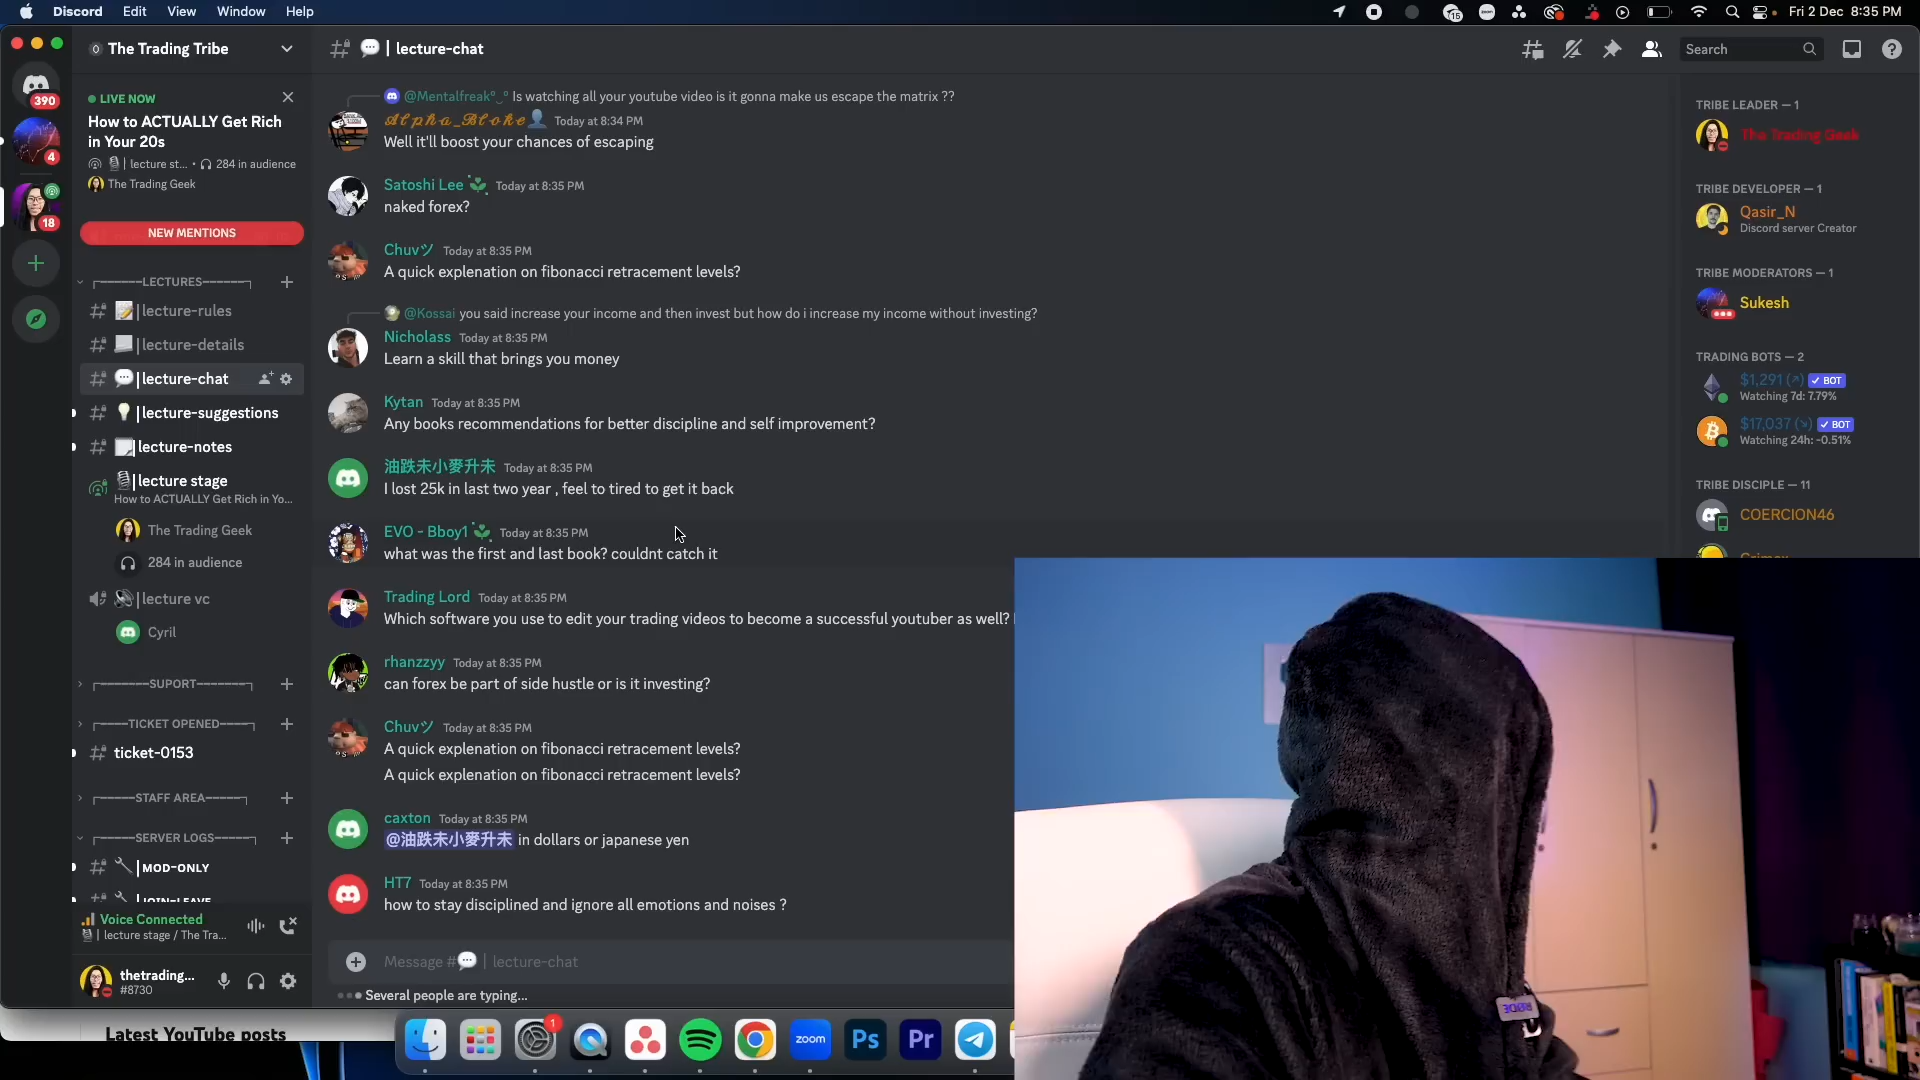 Discord Edit View Window Help
15 zoom Fri 2 Dec 8:35 PM
The Trading Tribe
| lecture-chat
Search
390
4
18
LIVE NOW
How to ACTUALLY Get Rich
in Your 20s
| lecture st... • 284 in audience
The Trading Geek
NEW MENTIONS
LECTURES
|lecture-rules
|lecture-details
|lecture-chat
|lecture-suggestions
|lecture-notes
|lecture stage
How to ACTUALLY Get Rich in Yo...
The Trading Geek
284 in audience
|lecture vc
Cyril
SUPORT
TICKET OPENED
ticket-0153
STAFF AREA
SERVER LOGS
|MOD-ONLY
Voice Connected
| lecture stage / The Tra...
thetrading...
#8730
Latest YouTube posts
@Mentalfreak°‿° Is watching all your youtube video is it gonna make us escape the matrix ??
𝓐𝓵𝓹𝓱𝓪_𝓑𝓵𝓸𝓴𝓮 Today at 8:34 PM
Well it'll boost your chances of escaping
Satoshi Lee Today at 8:35 PM
naked forex?
Chuvツ Today at 8:35 PM
A quick explenation on fibonacci retracement levels?
@Kossai you said increase your income and then invest but how do i increase my income without investing?
Nicholass Today at 8:35 PM
Learn a skill that brings you money
Kytan Today at 8:35 PM
Any books recommendations for better discipline and self improvement?
油跌未小麥升未 Today at 8:35 PM
I lost 25k in last two year , feel to tired to get it back
EVO - Bboy1 Today at 8:35 PM
what was the first and last book? couldnt catch it
Trading Lord Today at 8:35 PM
Which software you use to edit your trading videos to become a successful youtuber as well?
rhanzzyy Today at 8:35 PM
can forex be part of side hustle or is it investing?
Chuvツ Today at 8:35 PM
A quick explenation on fibonacci retracement levels?
A quick explenation on fibonacci retracement levels?
caxton Today at 8:35 PM
@油跌未小麥升未 in dollars or japanese yen
HT7 Today at 8:35 PM
how to stay disciplined and ignore all emotions and noises ?
Message # | lecture-chat
Several people are typing...
TRIBE LEADER — 1
The Trading Geek
TRIBE DEVELOPER — 1
Qasir_N
Discord server Creator
TRIBE MODERATORS — 1
Sukesh
TRADING BOTS — 2
$1,291 (↗) ✓ BOT
Watching 7d: 7.79%
$17,037 (↘) ✓ BOT
Watching 24h: -0.51%
TRIBE DISCIPLE — 11
COERCION46
1
zoom
Ps
Pr
RØDE